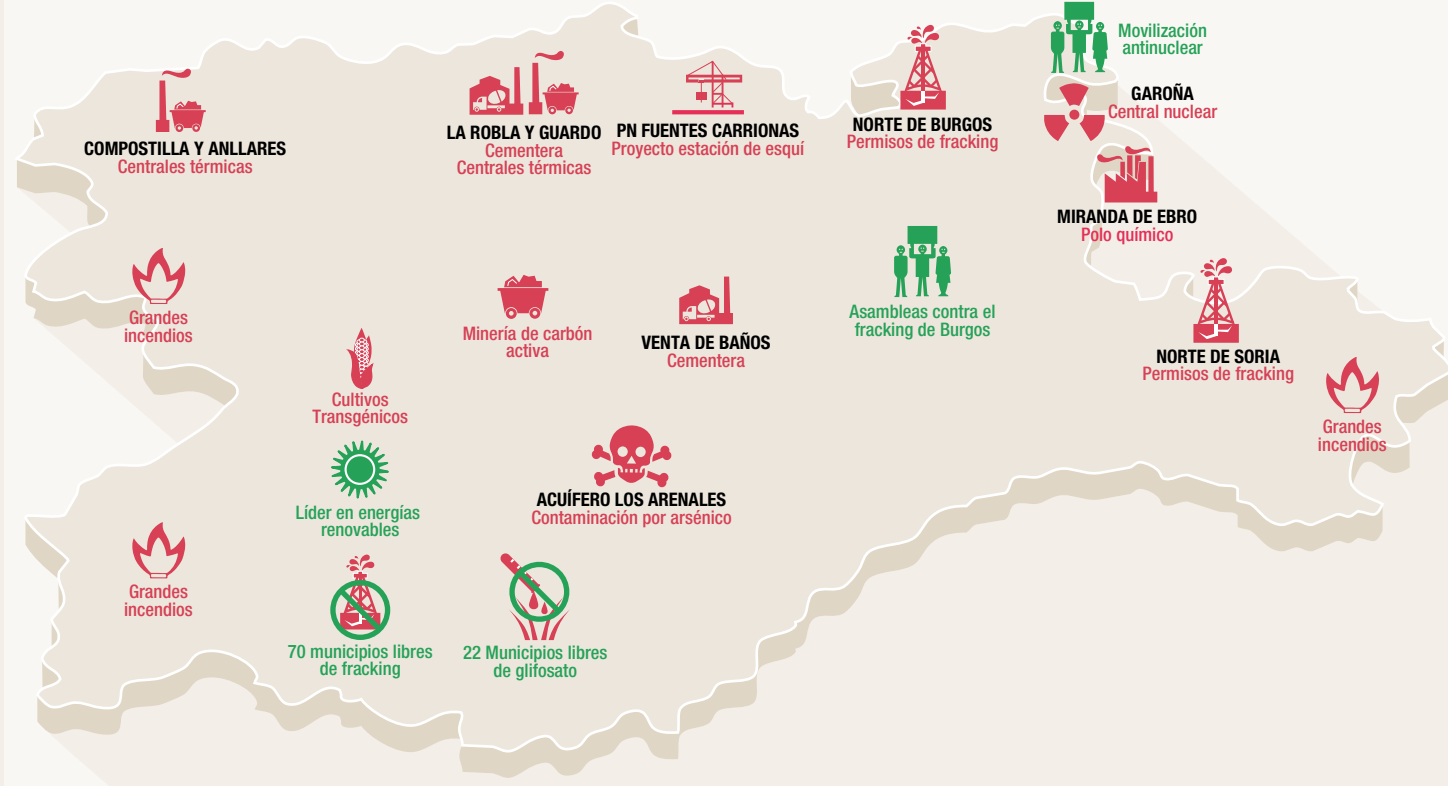 Movilización
antinuclear
GAROÑA
Central nuclear
COMPOSTILLA Y ANLLARES
Centrales térmicas
LA ROBLA Y GUARDO
Cementera
Centrales térmicas
PN FUENTES CARRIONAS
Proyecto estación de esquí
NORTE DE BURGOS
Permisos de fracking
MIRANDA DE EBRO
Polo químico
Grandes
incendios
Minería de carbón
activa
VENTA DE BAÑOS
Cementera
Asambleas contra el
fracking de Burgos
NORTE DE SORIA
Permisos de fracking
Cultivos
Transgénicos
Grandes
incendios
Líder en energías
renovables
ACUÍFERO LOS ARENALES
Contaminación por arsénico
Grandes
incendios
70 municipios libres
de fracking
22 Municipios libres
de glifosato